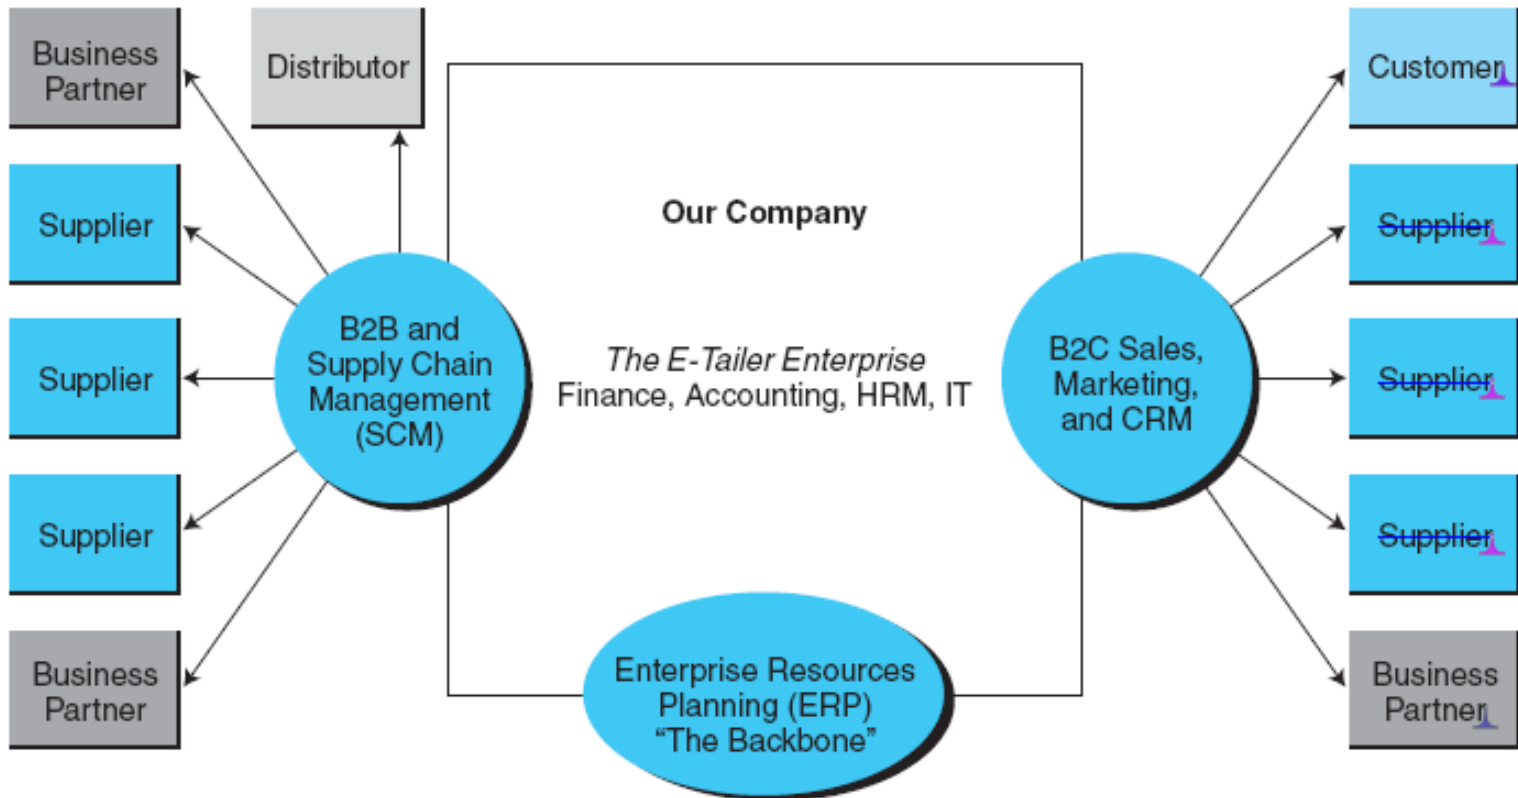 Business
Partner
Distributor
Customer
Supplier
Supplier
Our Company
B2B and
Supply Chain
Management
(SCM)
Supplier
The E-Tailer Enterprise
Finance, Accounting, HRM, IT
B2C Sales,
Marketing,
and CRM
Supplier
Supplier
Supplier
Business
Partner
Enterprise Resources
Planning (ERP)
“The Backbone”
Business
Partner